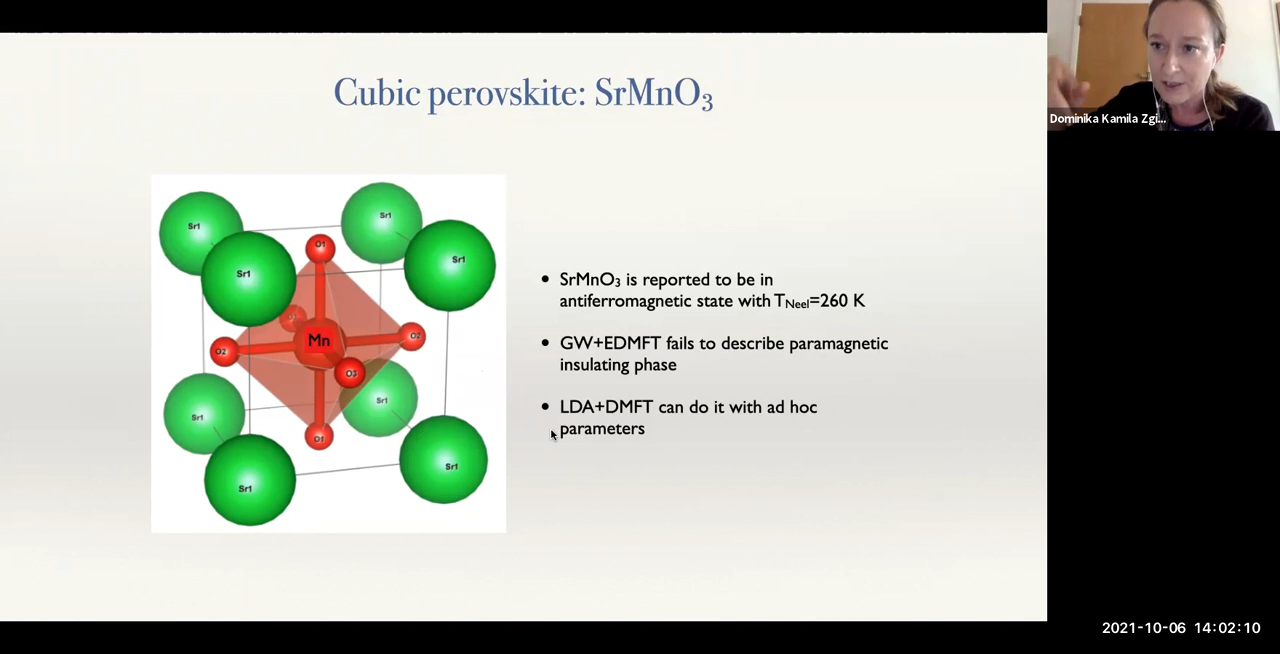 Cubic perovskite: SrMnO₃
Dominika Kamila Zgi...
Sr1
Sr1
Sr1
Sr1
O1
Mn
O2
O2
O3
Sr1
Sr1
O1
Sr1
Sr1
• SrMnO₃ is reported to be in
antiferromagnetic state with TNeel=260 K
• GW+EDMFT fails to describe paramagnetic
insulating phase
• LDA+DMFT can do it with ad hoc
parameters
2021-10-06 14:02:10